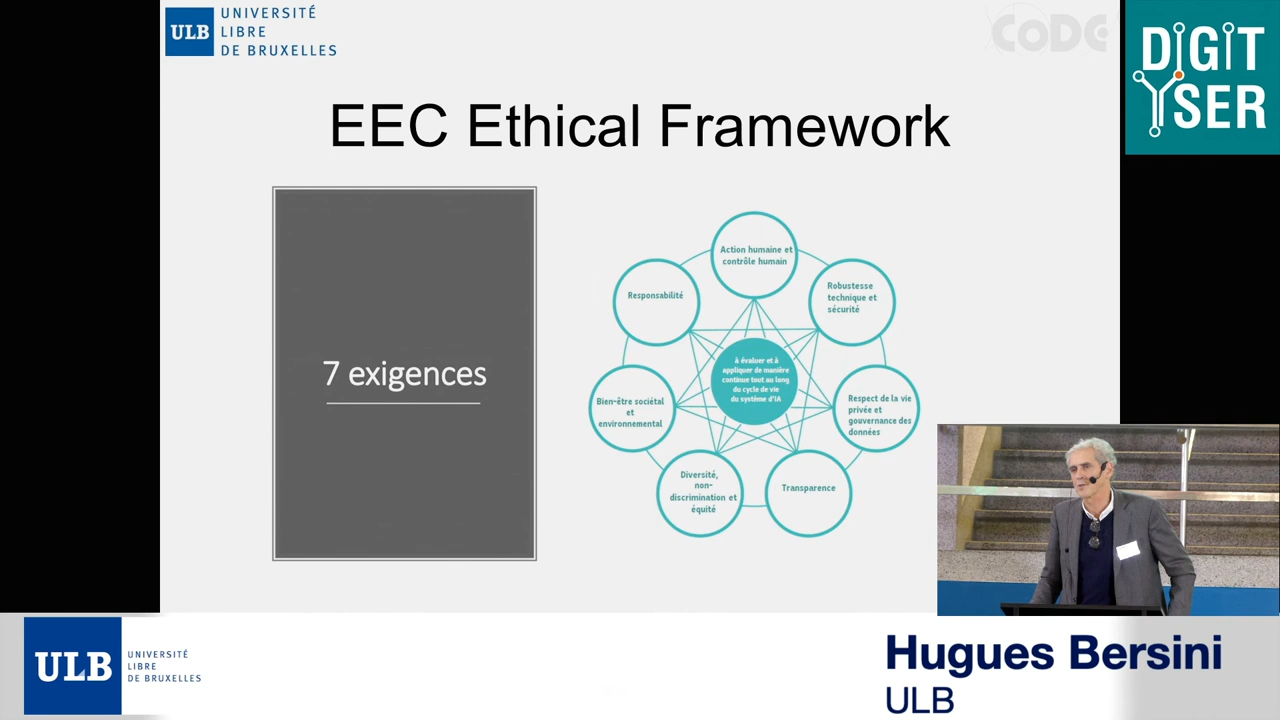 ULB
UNIVERSITÉ
LIBRE
DE BRUXELLES
CoDE
DIGIT
YSER
EEC Ethical Framework
7 exigences
Action humaine et
contrôle humain
Robustesse
technique et
sécurité
Respect de la vie
privée et
gouvernance des
données
Transparence
Diversité,
non-
discrimination et
équité
Bien-être sociétal
et
environnemental
Responsabilité
à évaluer et à
appliquer de manière
continue tout au long
du cycle de vie
du système d'IA
ULB
UNIVERSITÉ
LIBRE
DE BRUXELLES
Hugues Bersini
ULB